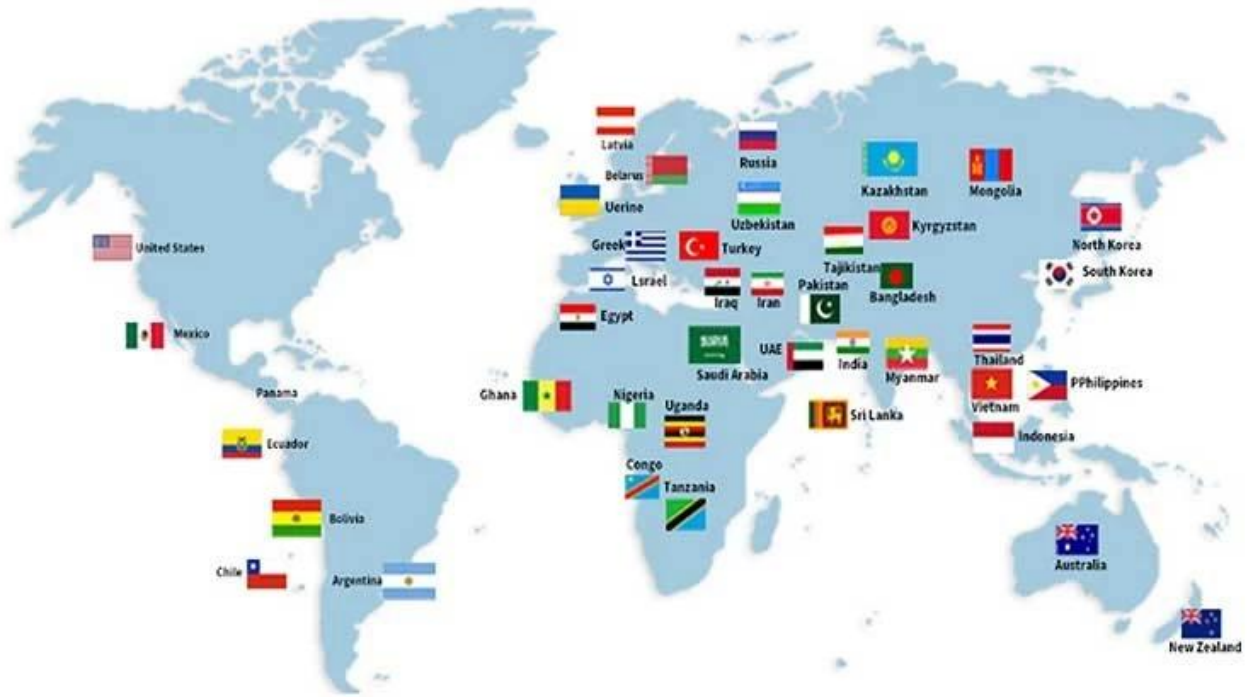 Latvia
Russia
Belarus
Kazakhstan
Mongolia
Uerine
Uzbekistan
Kyrgyzstan
North Korea
United States
Greek
Turkey
Tajikistan
South Korea
Lsrael
Iraq
Iran
Pakistan
Bangladesh
Egypt
Mexico
Saudi Arabia
UAE
India
Myanmar
Thailand
Panama
Ghana
Nigeria
Uganda
Sri Lanka
Vietnam
PPhilippines
Ecuador
Indonesia
Congo
Tanzania
Bolivia
Chile
Argentina
Australia
New Zealand